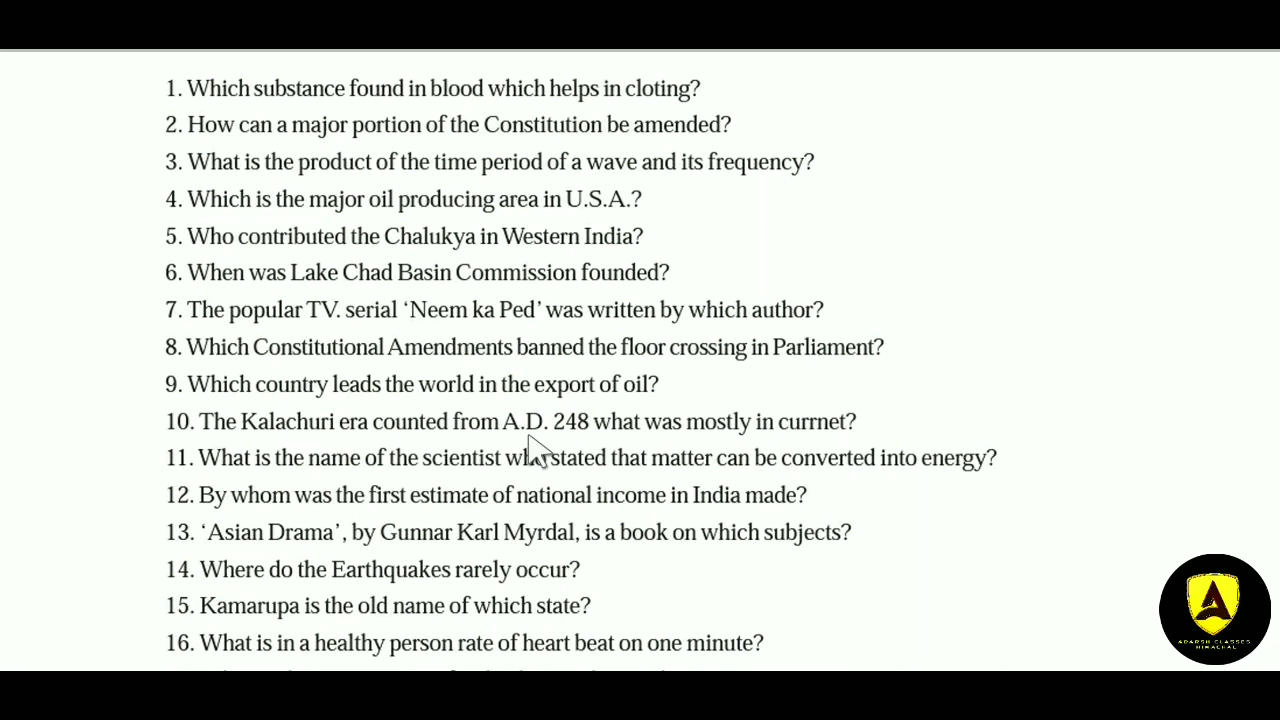 1. Which substance found in blood which helps in cloting?
2. How can a major portion of the Constitution be amended?
3. What is the product of the time period of a wave and its frequency?
4. Which is the major oil producing area in U.S.A.?
5. Who contributed the Chalukya in Western India?
6. When was Lake Chad Basin Commission founded?
7. The popular TV. serial ‘Neem ka Ped’ was written by which author?
8. Which Constitutional Amendments banned the floor crossing in Parliament?
9. Which country leads the world in the export of oil?
10. The Kalachuri era counted from A.D. 248 what was mostly in currnet?
11. What is the name of the scientist who stated that matter can be converted into energy?
12. By whom was the first estimate of national income in India made?
13. ‘Asian Drama’, by Gunnar Karl Myrdal, is a book on which subjects?
14. Where do the Earthquakes rarely occur?
15. Kamarupa is the old name of which state?
16. What is in a healthy person rate of heart beat on one minute?
A
ADARSH CLASSES
HIMACHAL